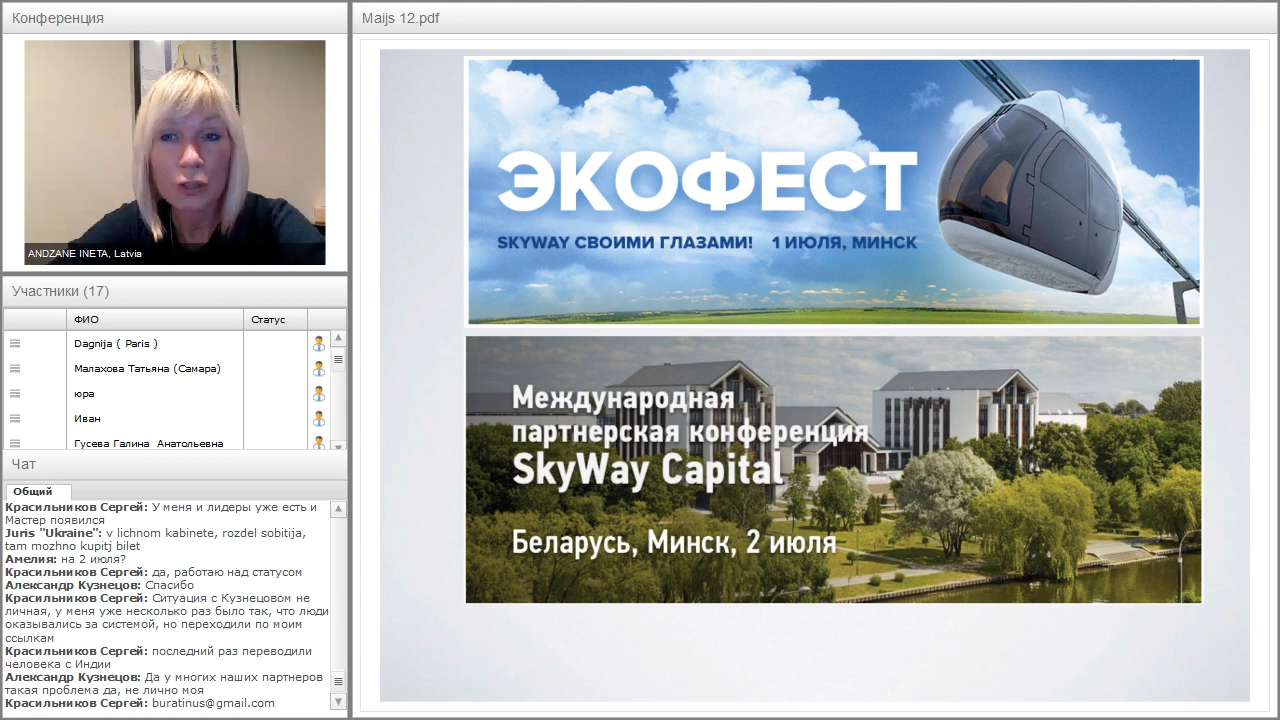 Конференция
ANDZANE INETA, Latvia
Участники (17)
ФИО
Статус
Dagnija ( Paris )
Малахова Татьяна (Самара)
юра
Иван
Гусева Галина Анатольевна
Чат
Общий
Красильников Сергей: У меня и лидеры уже есть и
Мастер появился
Juris "Ukraine": v lichnom kabinete, rozdel sobitija,
tam mozhno kupitj bilet
Амелия: на 2 июля?
Красильников Сергей: да, работаю над статусом
Александр Кузнецов: Спасибо
Красильников Сергей: Ситуация с Кузнецовом не
личная, у меня уже несколько раз было так, что люди
оказывались за системой, но переходили по моим
ссылкам
Красильников Сергей: последний раз переводили
человека с Индии
Александр Кузнецов: Да у многих наших партнеров
такая проблема да, не лично моя
Красильников Сергей: buratinus@gmail.com
Maijs 12.pdf
ЭКОФЕСТ
SKYWAY СВОИМИ ГЛАЗАМИ! 1 ИЮЛЯ, МИНСК
Международная
партнерская конференция
SkyWay Capital
Беларусь, Минск, 2 июля